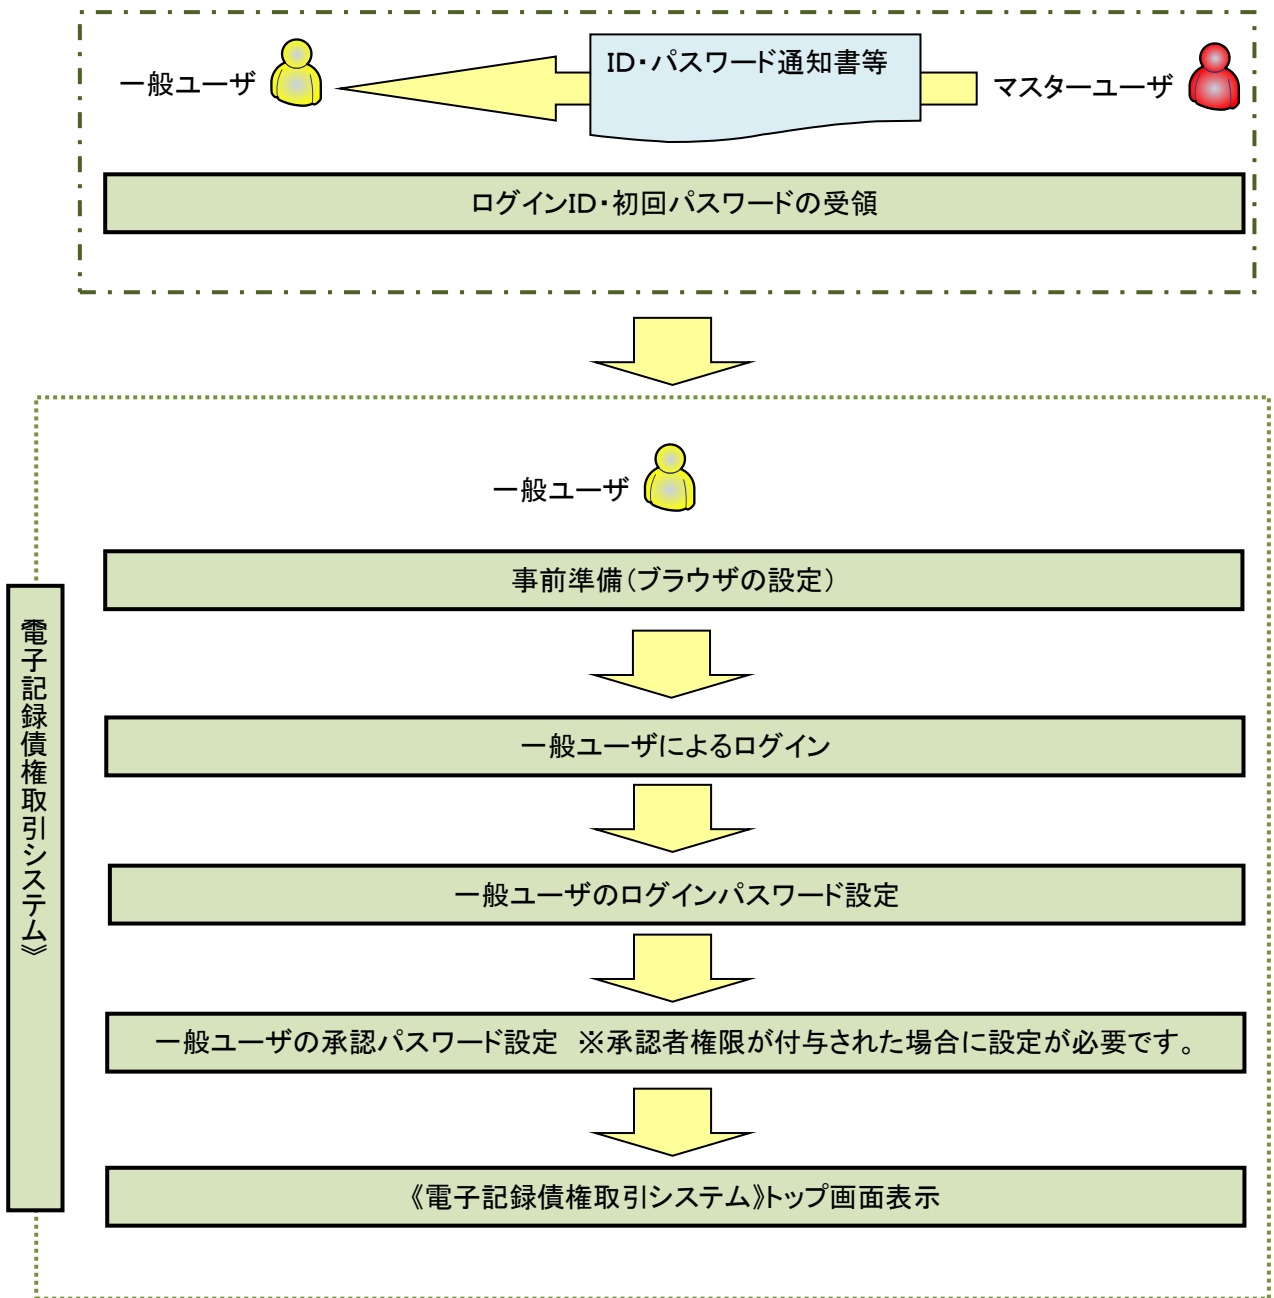 一般ユーザ
ID・パスワード通知書等
マスターユーザ
ログインID・初回パスワードの受領
一般ユーザ
事前準備(ブラウザの設定)
電子記録債権取引システム》
一般ユーザによるログイン
一般ユーザのログインパスワード設定
一般ユーザの承認パスワード設定　※承認者権限が付与された場合に設定が必要です。
《電子記録債権取引システム》トップ画面表示